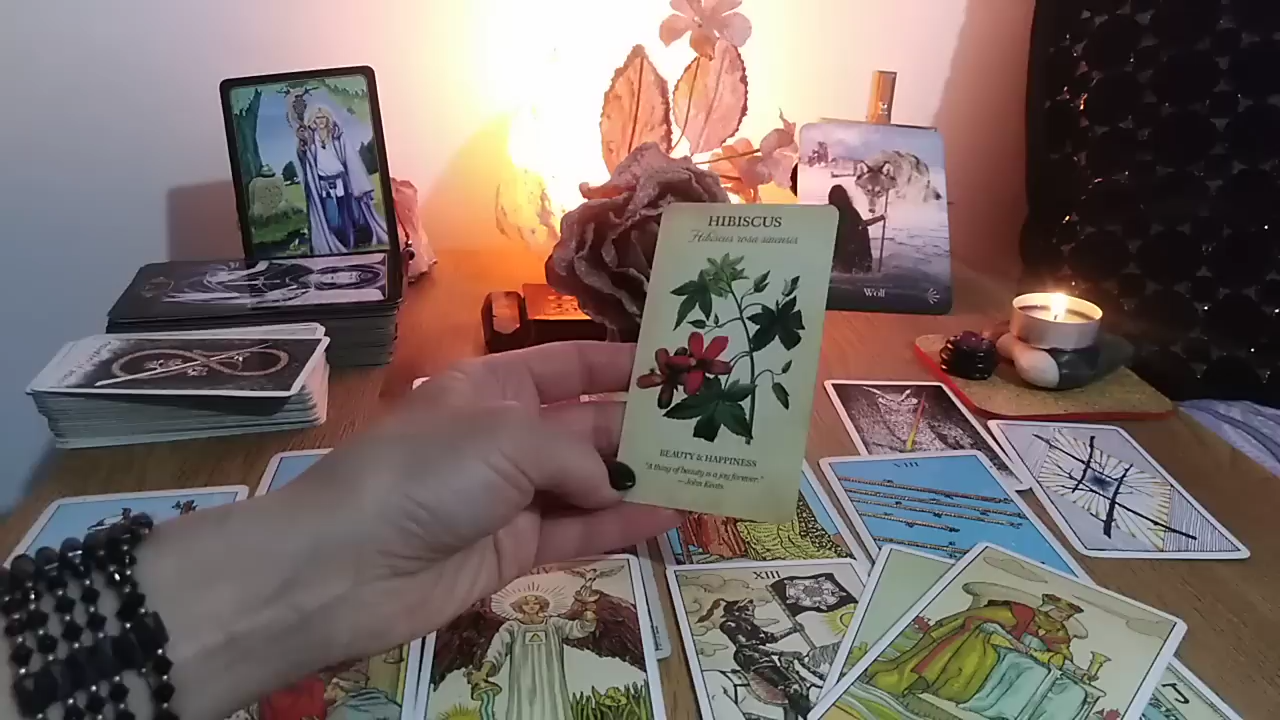 HIBISCUS
Hibiscus rosa-sinensis
BEAUTY & HAPPINESS
"A thing of beauty is a joy forever."
—John Keats
Wolf
VIII
XIII